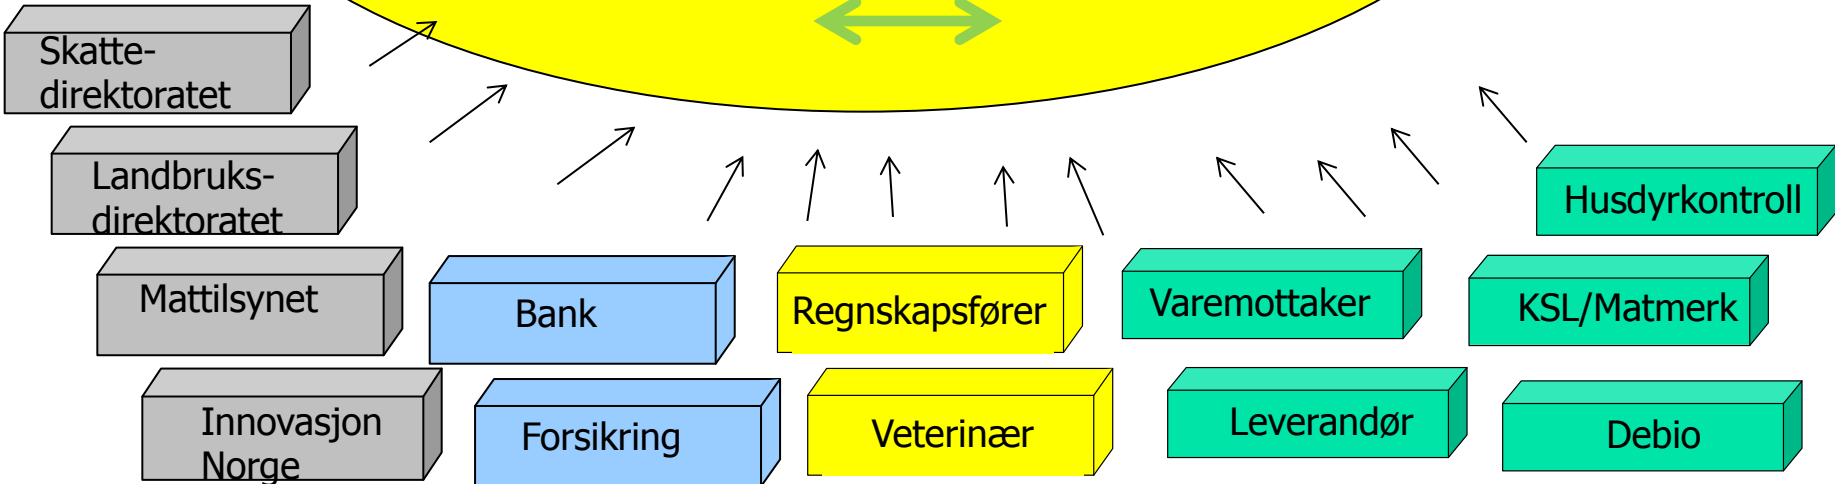 Skatte-
direktoratet
Landbruks-
direktoratet
Husdyrkontroll
Mattilsynet
Bank
Regnskapsfører
Varemottaker
KSL/Matmerk
Innovasjon
Norge
Forsikring
Veterinær
Leverandør
Debio